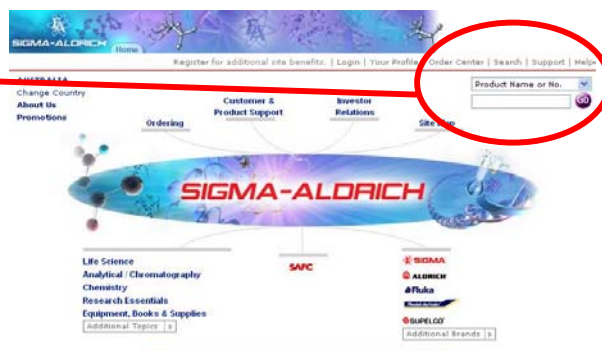 SIGMA-ALDRICH
Home
Register for additional site benefits. | Login | Your Profile | Order Center | Search | Support | Help
AUSTRALIA
Change Country
About Us
Promotions
Product Name or No.
GO
Ordering
Customer &
Product Support
Investor
Relations
Site Map
SIGMA-ALDRICH
Life Science
Analytical / Chromatography
Chemistry
Research Essentials
Equipment, Books & Supplies
Additional Topics
SAFC
SIGMA
ALDRICH
Fluka
SUPELCO
Additional Brands